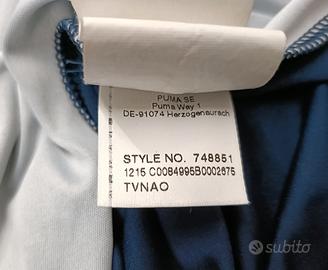 PUMA SE
Puma Way 1
DE-91074 Herzogenaurach
STYLE NO. 748851
1215 C0084995B0002675
TVNAO
subito